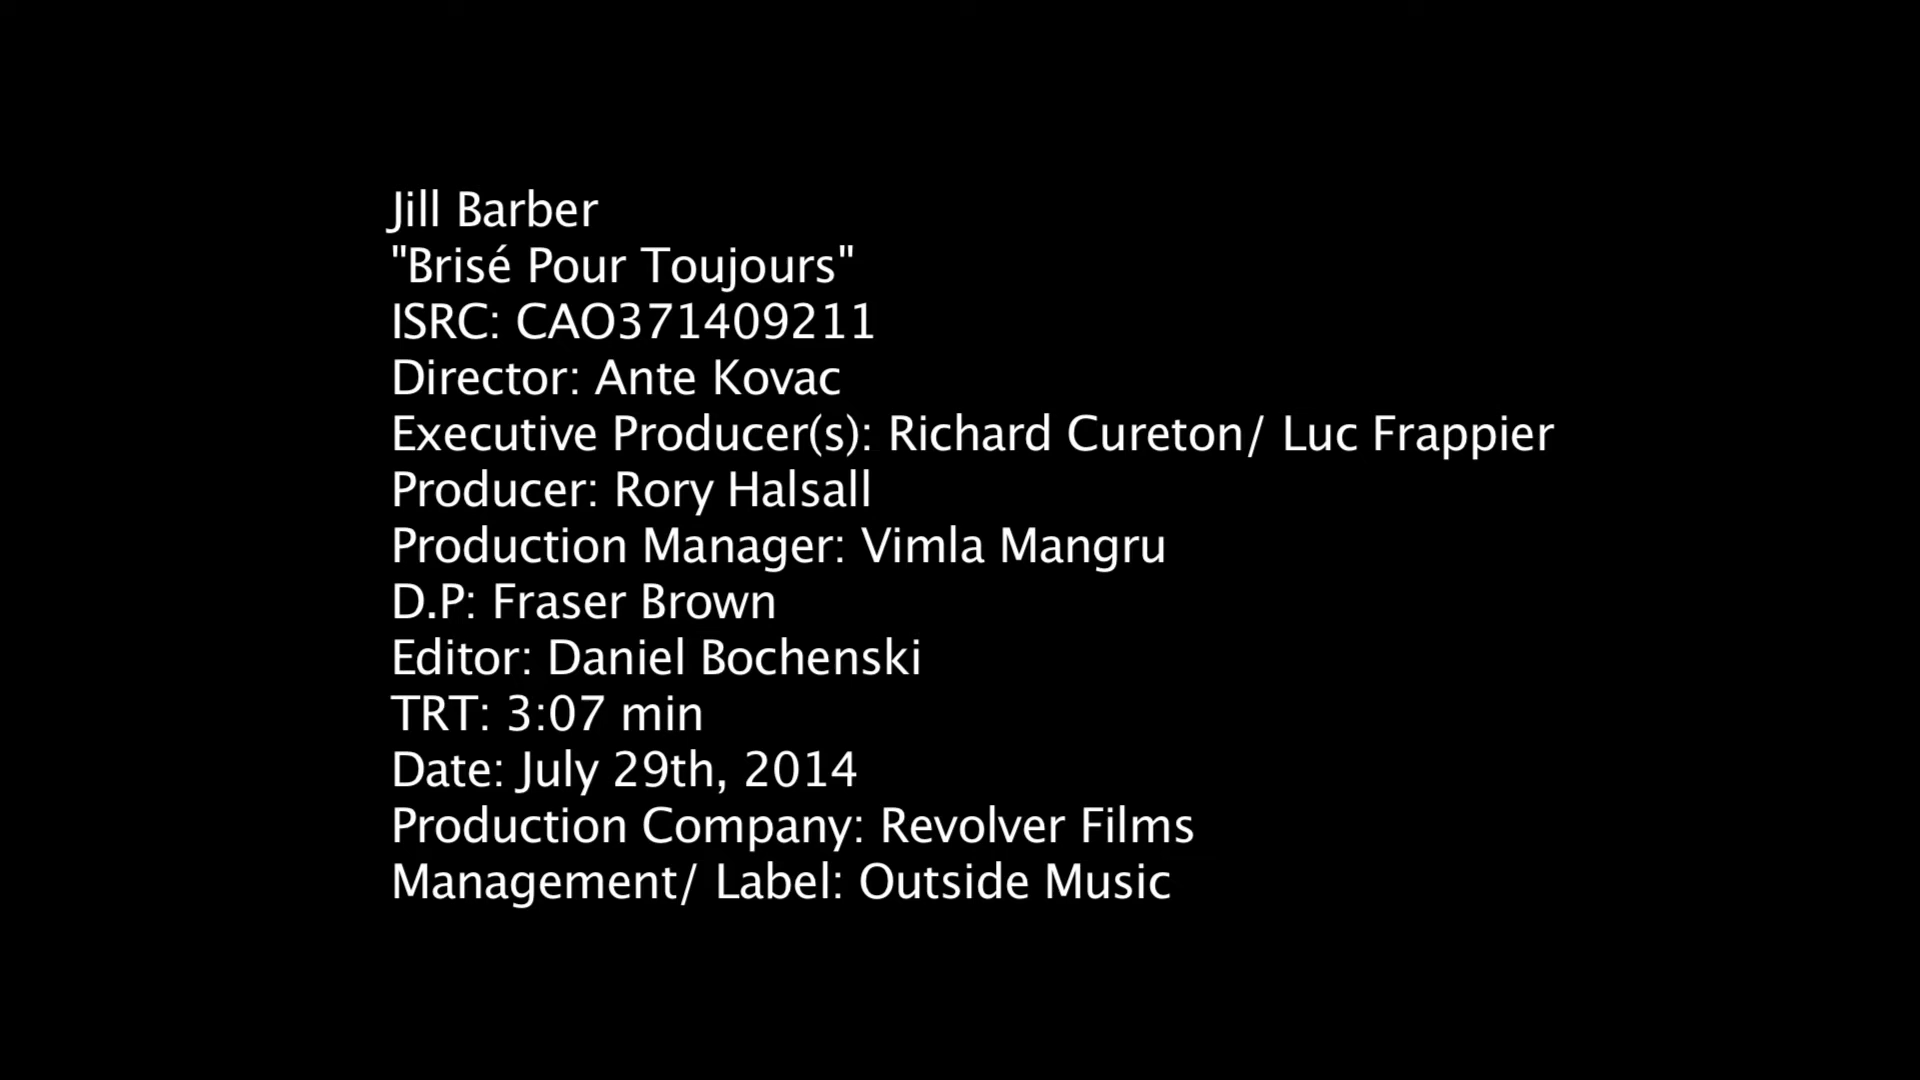 Jill Barber
"Brisé Pour Toujours"
ISRC: CAO371409211
Director: Ante Kovac
Executive Producer(s): Richard Cureton/ Luc Frappier
Producer: Rory Halsall
Production Manager: Vimla Mangru
D.P: Fraser Brown
Editor: Daniel Bochenski
TRT: 3:07 min
Date: July 29th, 2014
Production Company: Revolver Films
Management/ Label: Outside Music